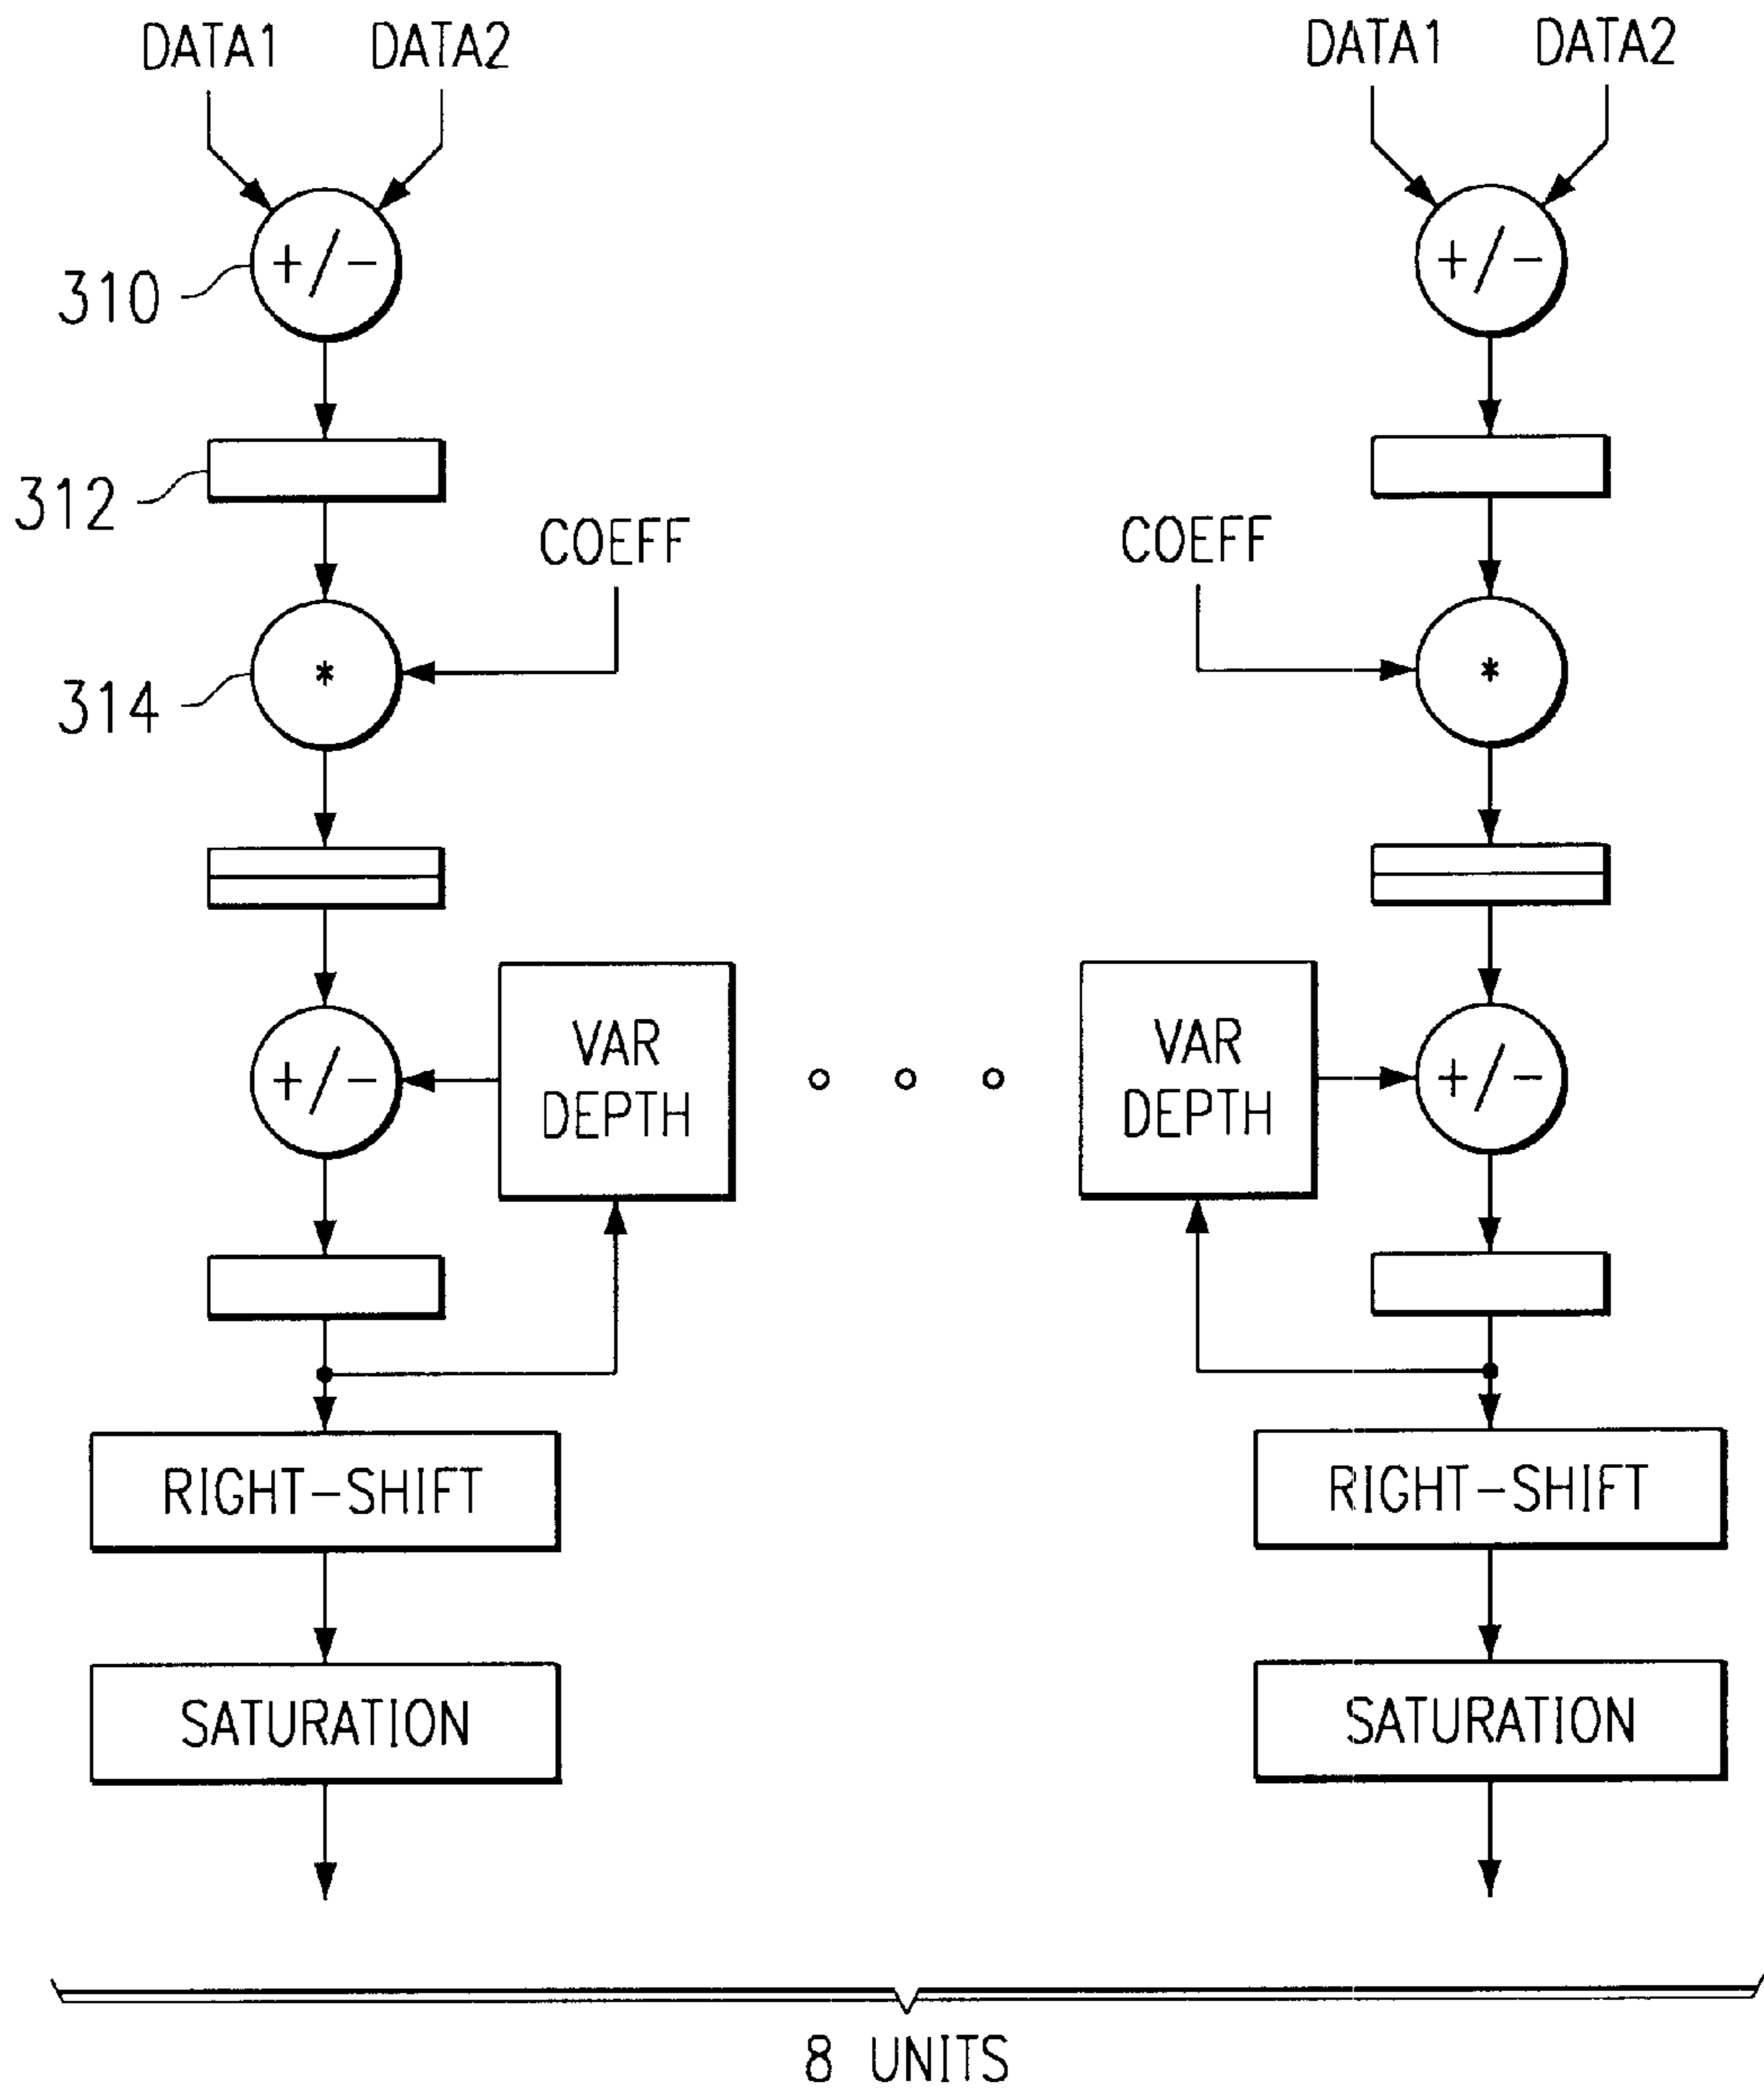 DATA1 DATA2
DATA1 DATA2
+/-
+/-
310
312
COEFF
COEFF
*
*
314
VAR
DEPTH
VAR
DEPTH
+/-
+/-
RIGHT-SHIFT
RIGHT-SHIFT
SATURATION
SATURATION
8 UNITS